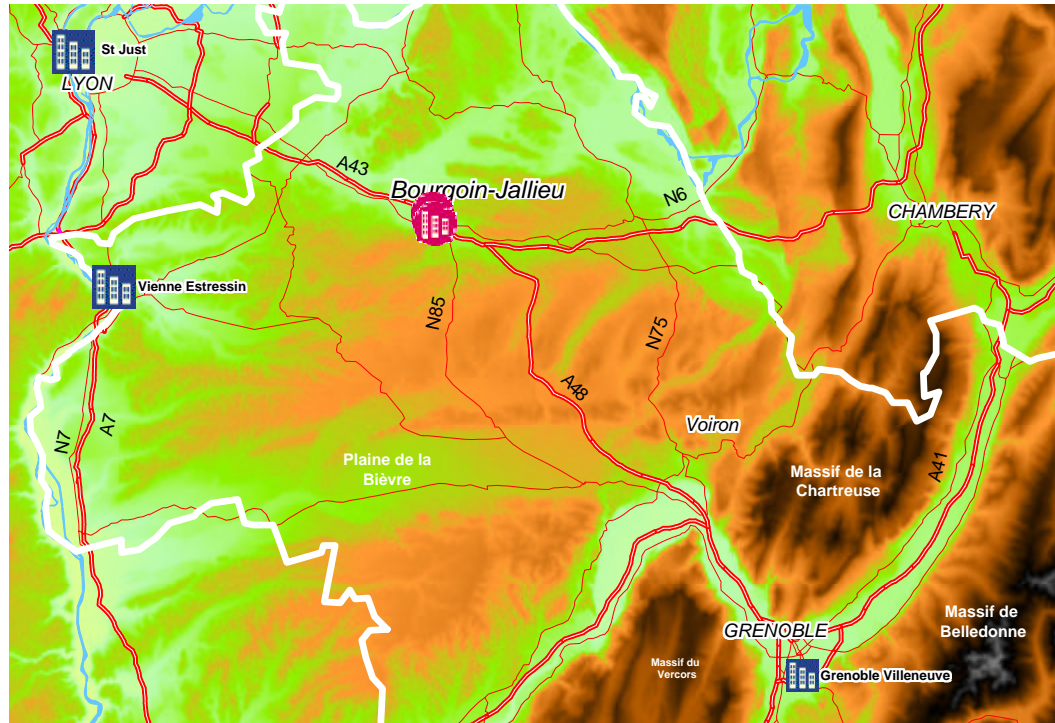 St Just
LYON
A43
Bourgoin-Jallieu
N6
CHAMBERY
Vienne Estressin
N85
N75
A48
N7
A7
Voiron
Plaine de la
Bièvre
Massif de la
Chartreuse
A41
Massif de
Belledonne
GRENOBLE
Massif du
Vercors
Grenoble Villeneuve